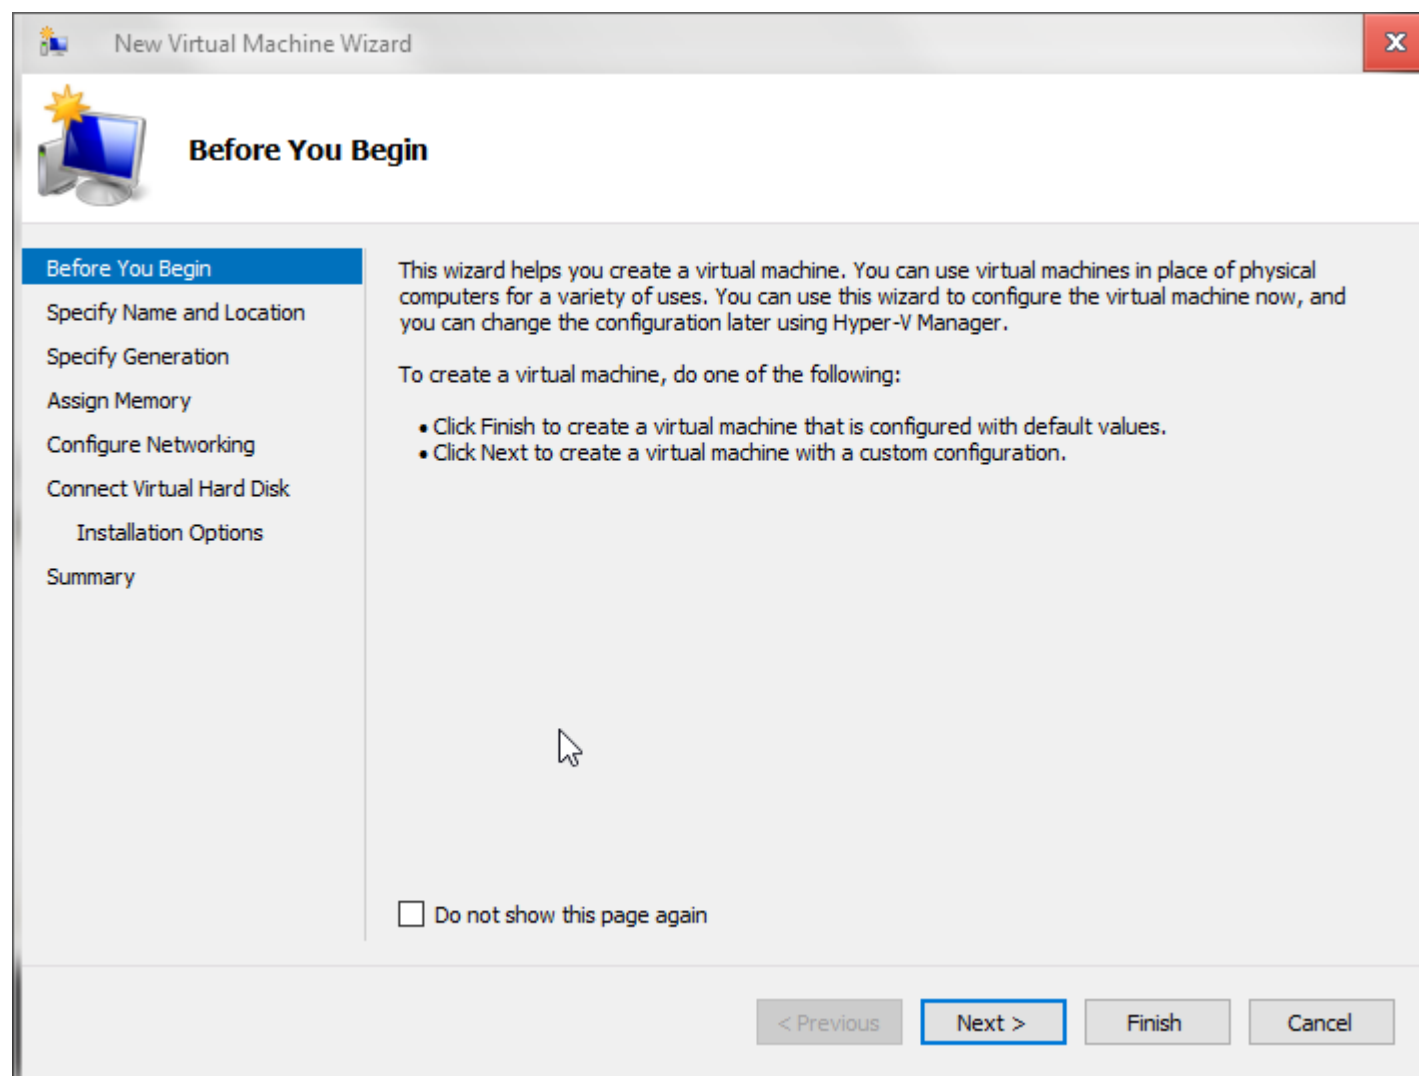 New Virtual Machine Wizard
Before You Begin
Before You Begin
Specify Name and Location
Specify Generation
Assign Memory
Configure Networking
Connect Virtual Hard Disk
Installation Options
Summary
This wizard helps you create a virtual machine. You can use virtual machines in place of physical
computers for a variety of uses. You can use this wizard to configure the virtual machine now, and
you can change the configuration later using Hyper-V Manager.
To create a virtual machine, do one of the following:
• Click Finish to create a virtual machine that is configured with default values.
• Click Next to create a virtual machine with a custom configuration.
Do not show this page again
< Previous
Next >
Finish
Cancel